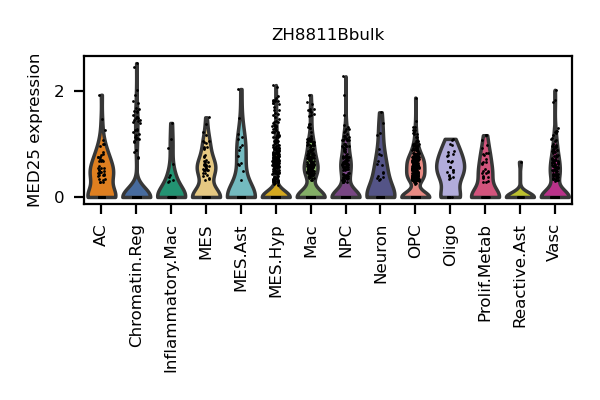 ZH8811Bbulk
MED25 expression
2
0
AC
Chromatin.Reg
Inflammatory.Mac
MES
MES.Ast
MES.Hyp
Mac
NPC
Neuron
OPC
Oligo
Prolif.Metab
Reactive.Ast
Vasc